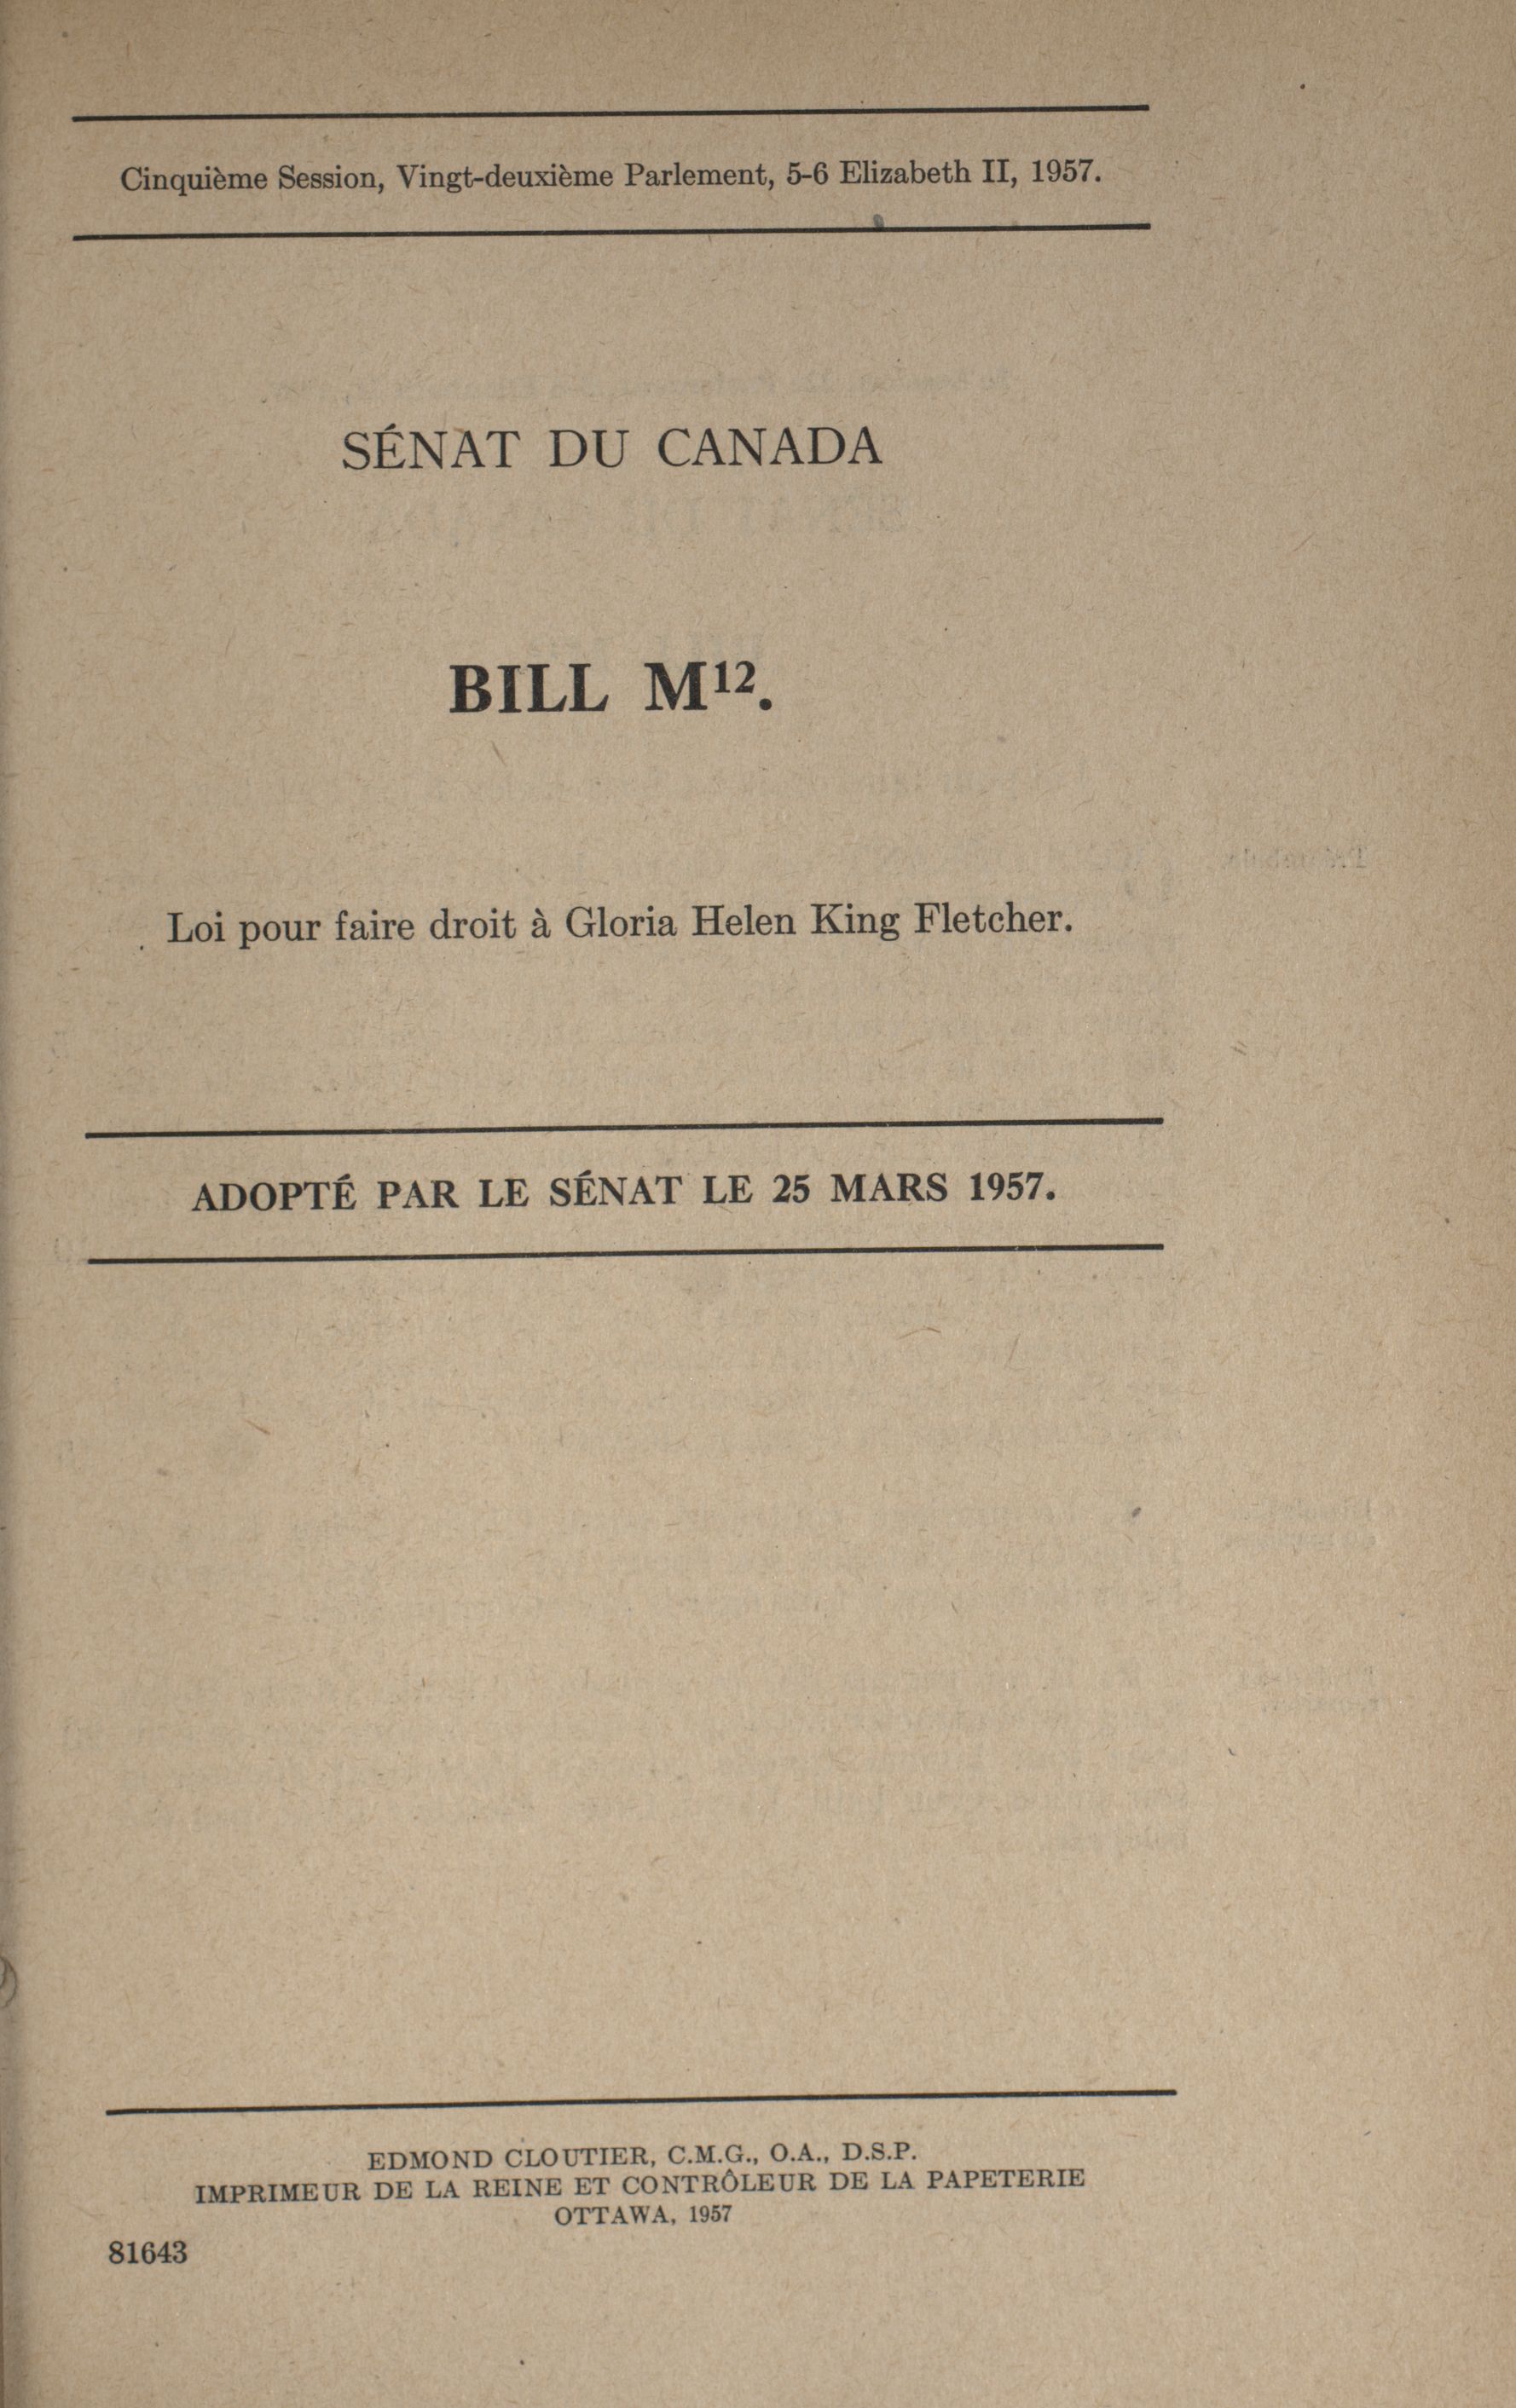 Cinquième Session, Vingt-deuxième Parlement, 5-6 Elizabeth II, 1957.
SÉNAT DU CANADA
BILL M¹².
Loi pour faire droit à Gloria Helen King Fletcher.
ADOPTÉ PAR LE SÉNAT LE 25 MARS 1957.
EDMOND CLOUTIER, C.M.G., O.A., D.S.P.
IMPRIMEUR DE LA REINE ET CONTRÔLEUR DE LA PAPETERIE
OTTAWA, 1957
81643